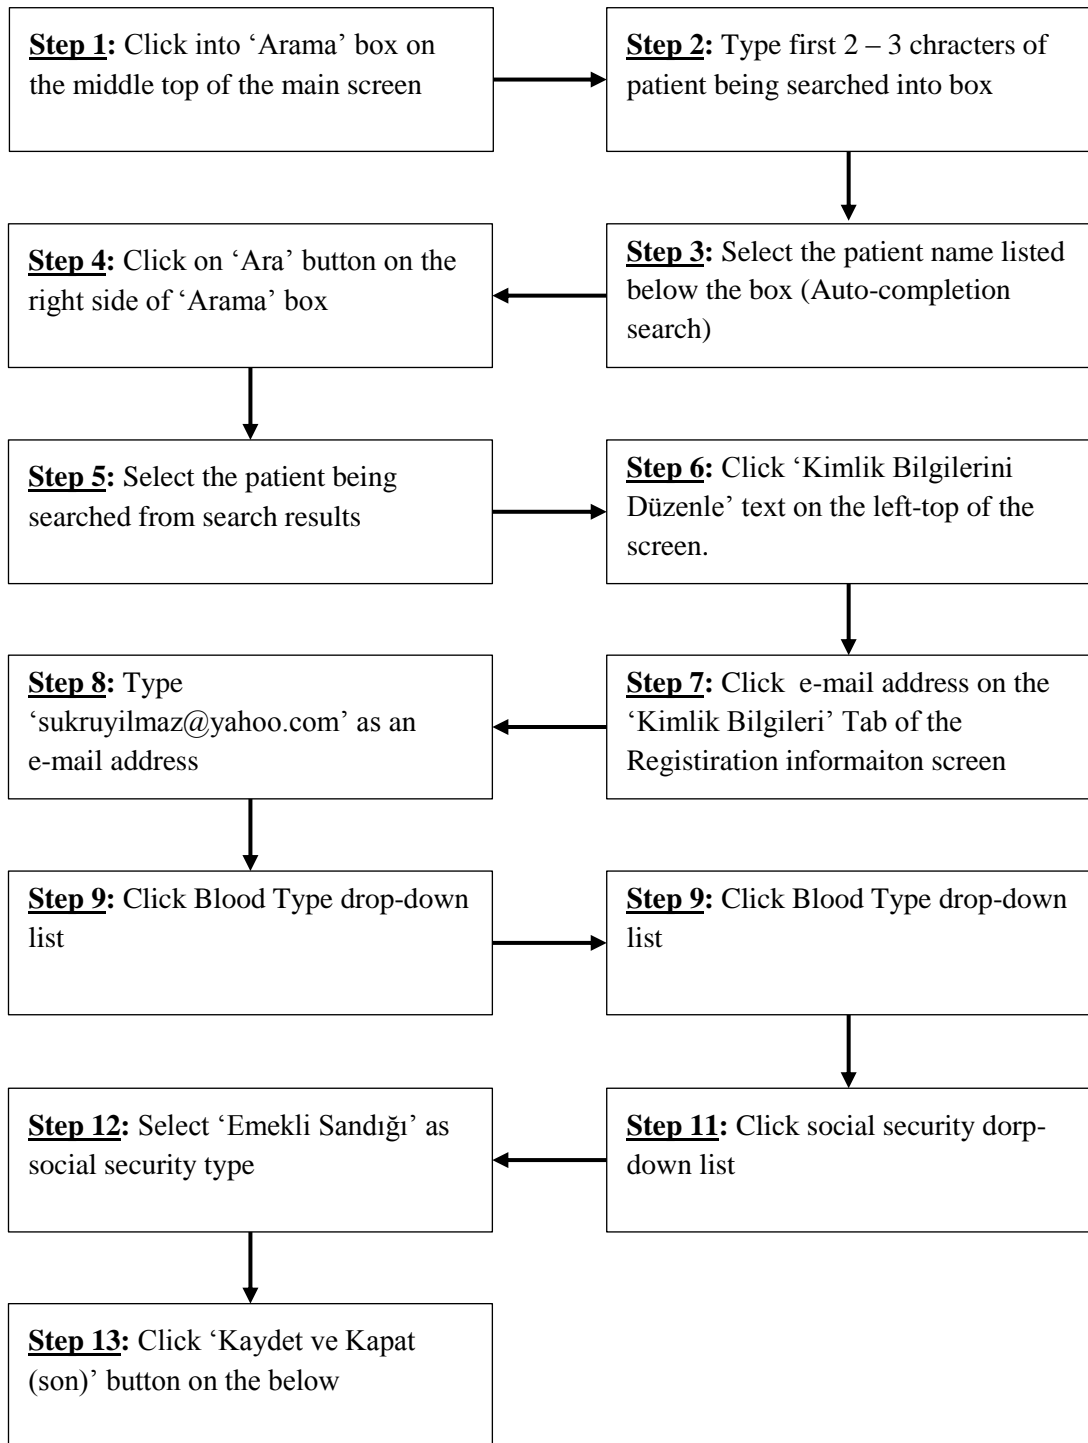 Step 1: Click into ‘Arama’ box on
the middle top of the main screen
Step 2: Type first 2 – 3 chracters of
patient being searched into box
Step 3: Select the patient name listed
below the box (Auto-completion
search)
Step 4: Click on ‘Ara’ button on the
right side of ‘Arama’ box
Step 5: Select the patient being
searched from search results
Step 6: Click ‘Kimlik Bilgilerini
Düzenle’ text on the left-top of the
screen.
Step 7: Click e-mail address on the
‘Kimlik Bilgileri’ Tab of the
Registiration informaiton screen
Step 8: Type
‘sukruyilmaz@yahoo.com’ as an
e-mail address
Step 9: Click Blood Type drop-down
list
Step 9: Click Blood Type drop-down
list
Step 11: Click social security dorp-
down list
Step 12: Select ‘Emekli Sandığı’ as
social security type
Step 13: Click ‘Kaydet ve Kapat
(son)’ button on the below